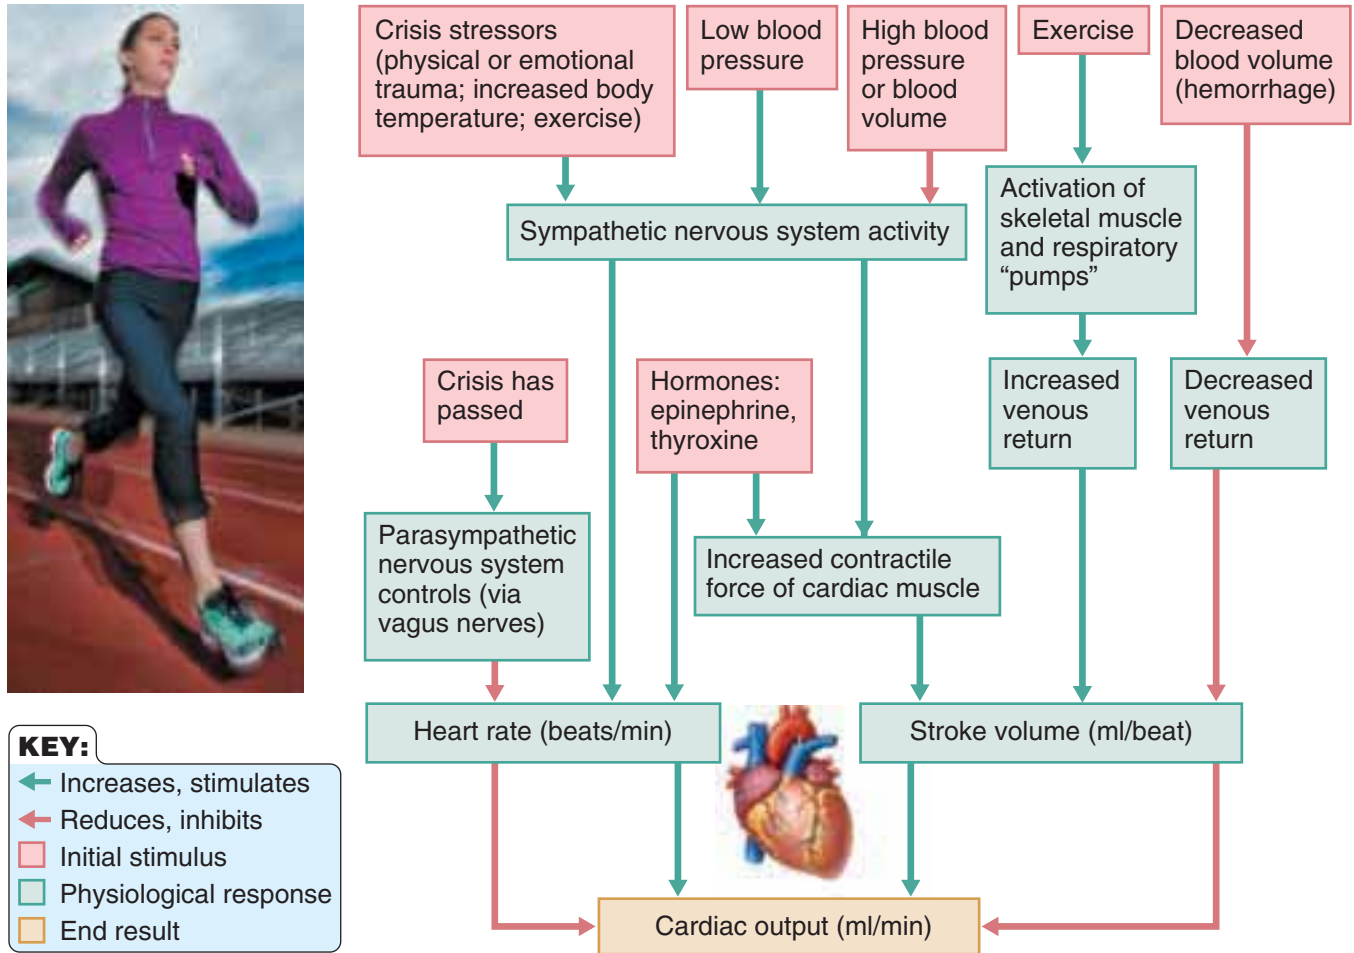 Crisis stressors
(physical or emotional
trauma; increased body
temperature; exercise)
Low blood
pressure
High blood
pressure
or blood
volume
Exercise
Decreased
blood volume
(hemorrhage)
Sympathetic nervous system activity
Activation of
skeletal muscle
and respiratory
“pumps”
Crisis has
passed
Hormones:
epinephrine,
thyroxine
Increased
venous
return
Decreased
venous
return
Parasympathetic
nervous system
controls (via
vagus nerves)
Increased contractile
force of cardiac muscle
Heart rate (beats/min)
Stroke volume (ml/beat)
Cardiac output (ml/min)
KEY:
Increases, stimulates
Reduces, inhibits
Initial stimulus
Physiological response
End result